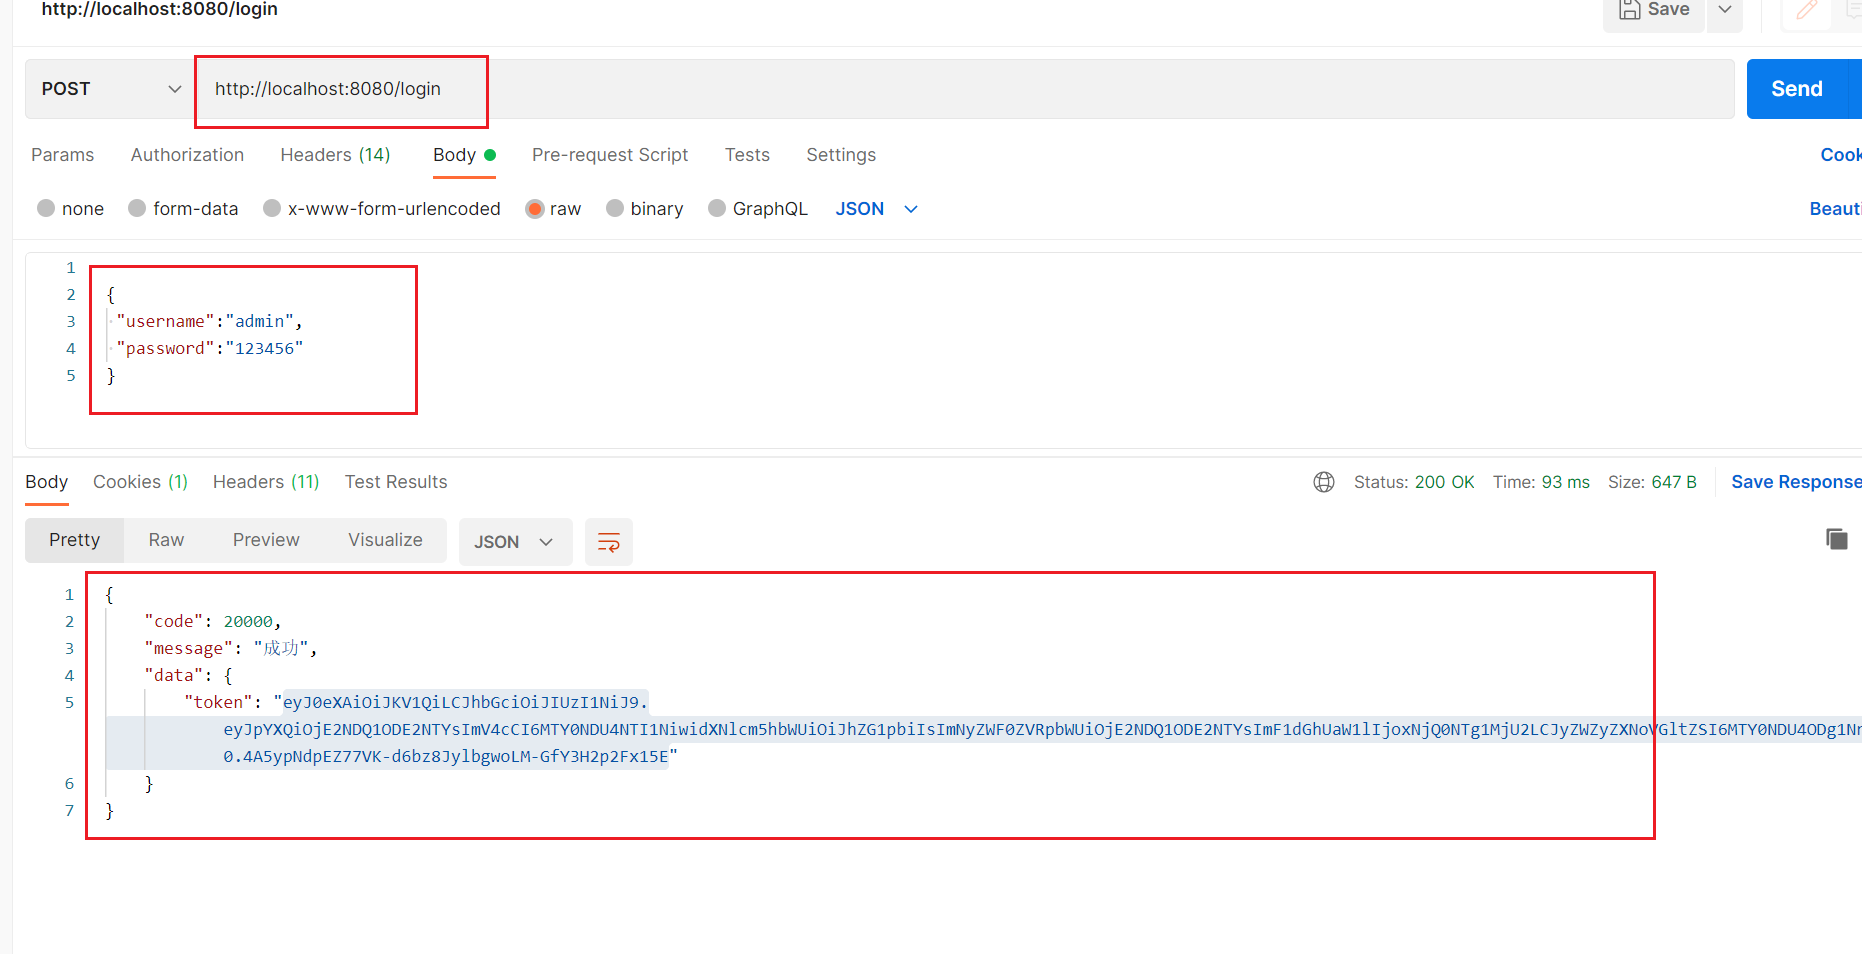 http://localhost:8080/login
Save
POST http://localhost:8080/login Send
Params Authorization Headers (14) Body Pre-request Script Tests Settings Cook
none form-data x-www-form-urlencoded raw binary GraphQL JSON Beauti
1
2 {
3 "username":"admin",
4 "password":"123456"
5 }
Body Cookies (1) Headers (11) Test Results Status: 200 OK Time: 93 ms Size: 647 B Save Response
Pretty Raw Preview Visualize JSON
1 {
2 "code": 20000,
3 "message": "成功",
4 "data": {
5 "token": "eyJ0eXAiOiJKV1QiLCJhbGciOiJIUzI1NiJ9.
eyJpYXQiOjE2NDQ1ODE2NTYsImV4cCI6MTY0NDU4NTI1NiwidXNlcm5hbWUiOiJhZG1pbiIsImNyZWF0ZVRpbWUiOjE2NDQ1ODE2NTYsImF1dGhUaW1lIjoxNjQ0NTg1MjU2LCJyZWZyZXNoVGltZSI6MTY0NDU4ODg1Nn
0.4A5ypNdpEZ77VK-d6bz8JylbgwoLM-GfY3H2p2Fx15E"
6 }
7 }